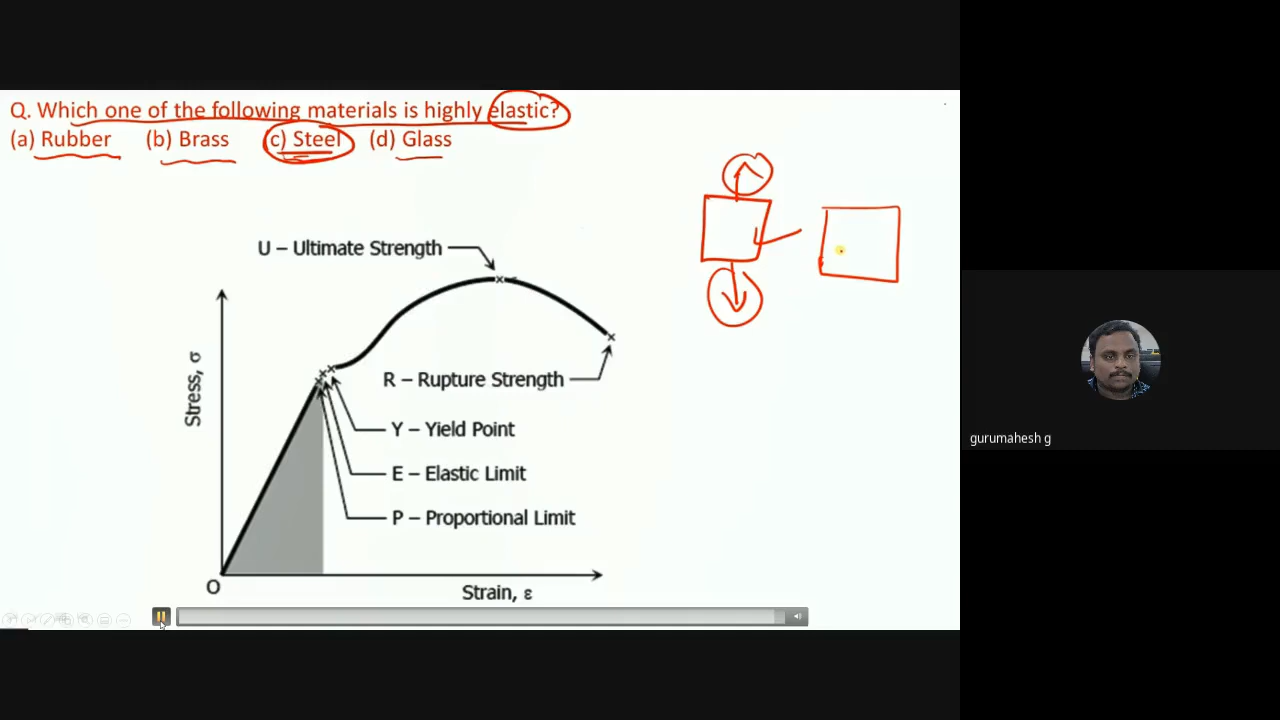 Q. Which one of the following materials is highly elastic?
(a) Rubber (b) Brass (c) Steel (d) Glass
U – Ultimate Strength
R – Rupture Strength
Stress, σ
Y – Yield Point
gurumahesh g
E – Elastic Limit
P – Proportional Limit
O
Strain, ε